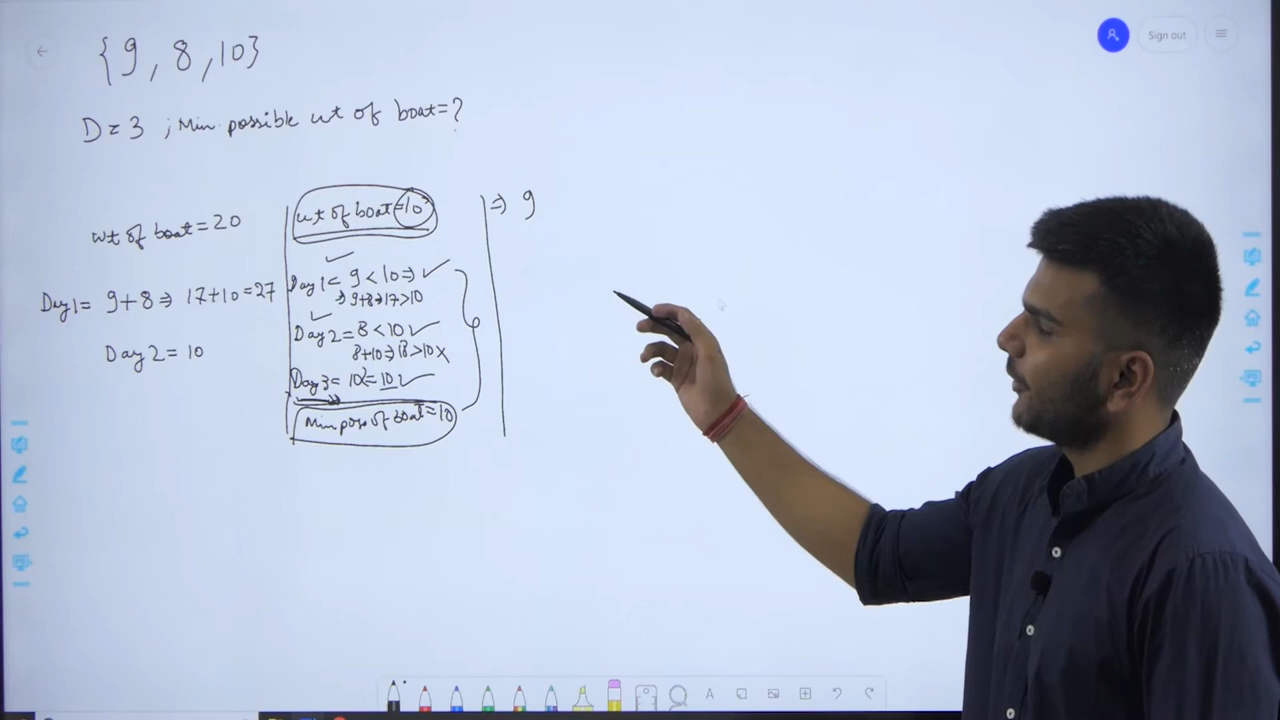 {9, 8, 10}
D = 3 ; Min. possible wt of boat = ?
wt of boat = 20
Day 1 = 9+8 ⇒ 17+10 = 27
Day 2 = 10
wt of boat = 10
Day 1 = 9 < 10 ⇒ ✓
⇒ 9+8 ⇒ 17 > 10
Day 2 = 8 < 10 ✓
8+10 ⇒ 18 > 10 ×
Day 3 = 10 = 10 ✓
Min poss of boat = 10
⇒ 9
Sign out
A